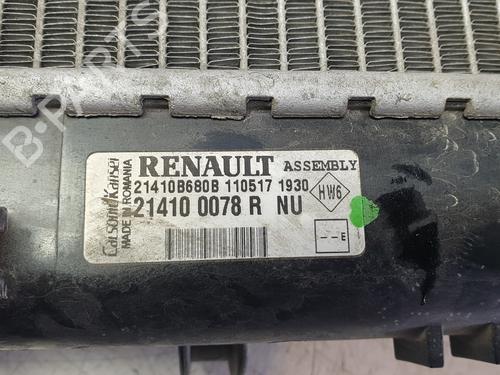 B-PARTS
CalsonicKansei
MADE IN ROMANIA
RENAULT ASSEMBLY
21410B680B 110517 1930
21410 0078 R NU
HW6
--E